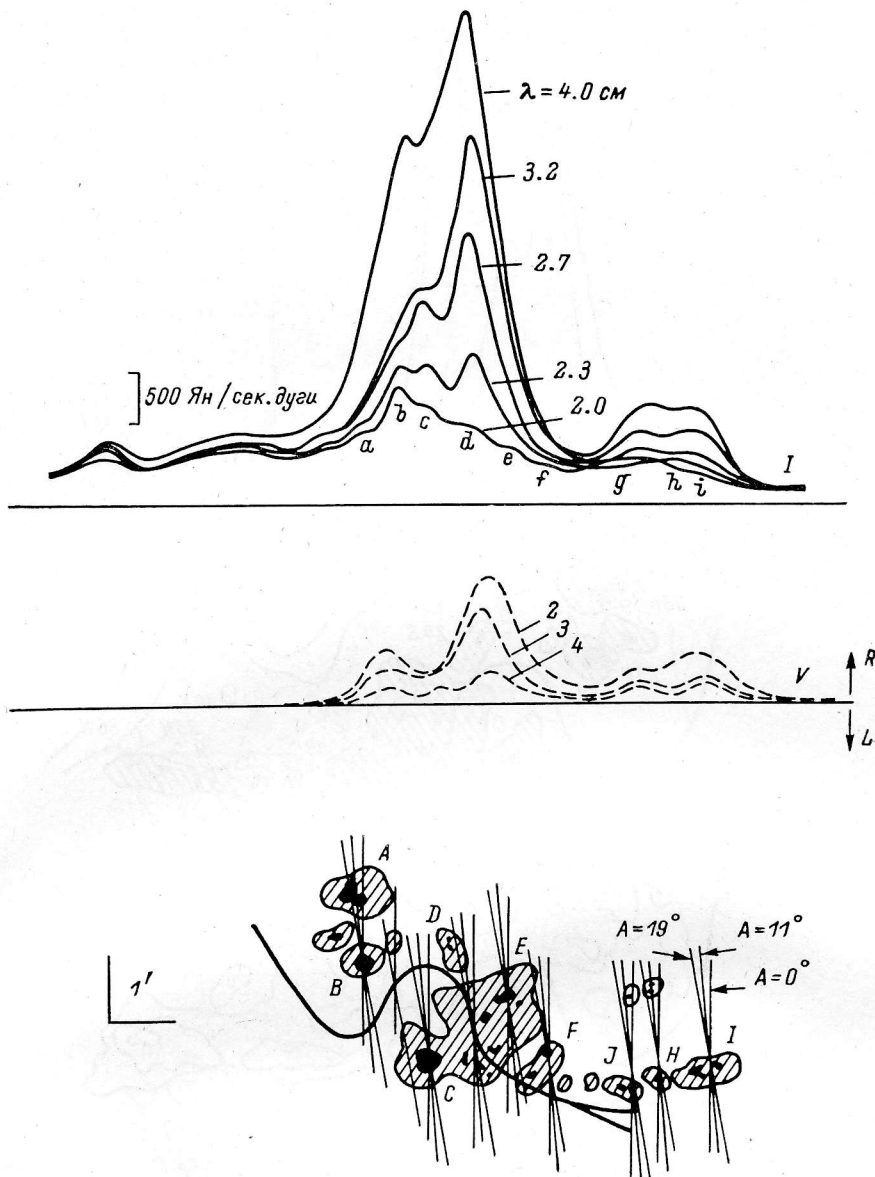 λ = 4.0 см
3.2
2.7
2.3
2.0
500 Ян/сек.дуги
a b c d e f g h i I
2
3
4
V
R
L
A
D
E
A = 19° A = 11°
A = 0°
B
1'
F
J
H
I
C